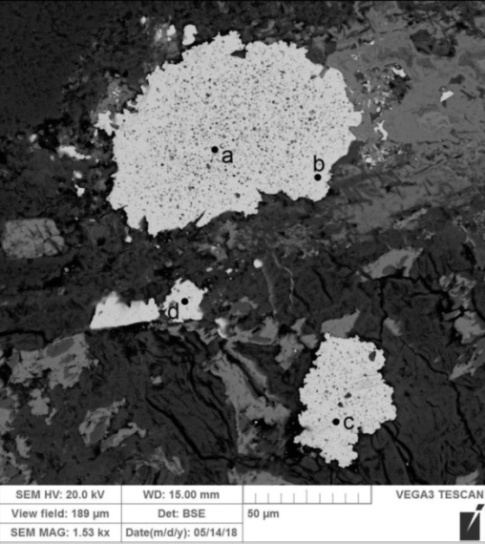 a
b
d
c
SEM HV: 20.0 kV WD: 15.00 mm VEGA3 TESCAN
View field: 189 µm Det: BSE 50 µm
SEM MAG: 1.53 kx Date(m/d/y): 05/14/18